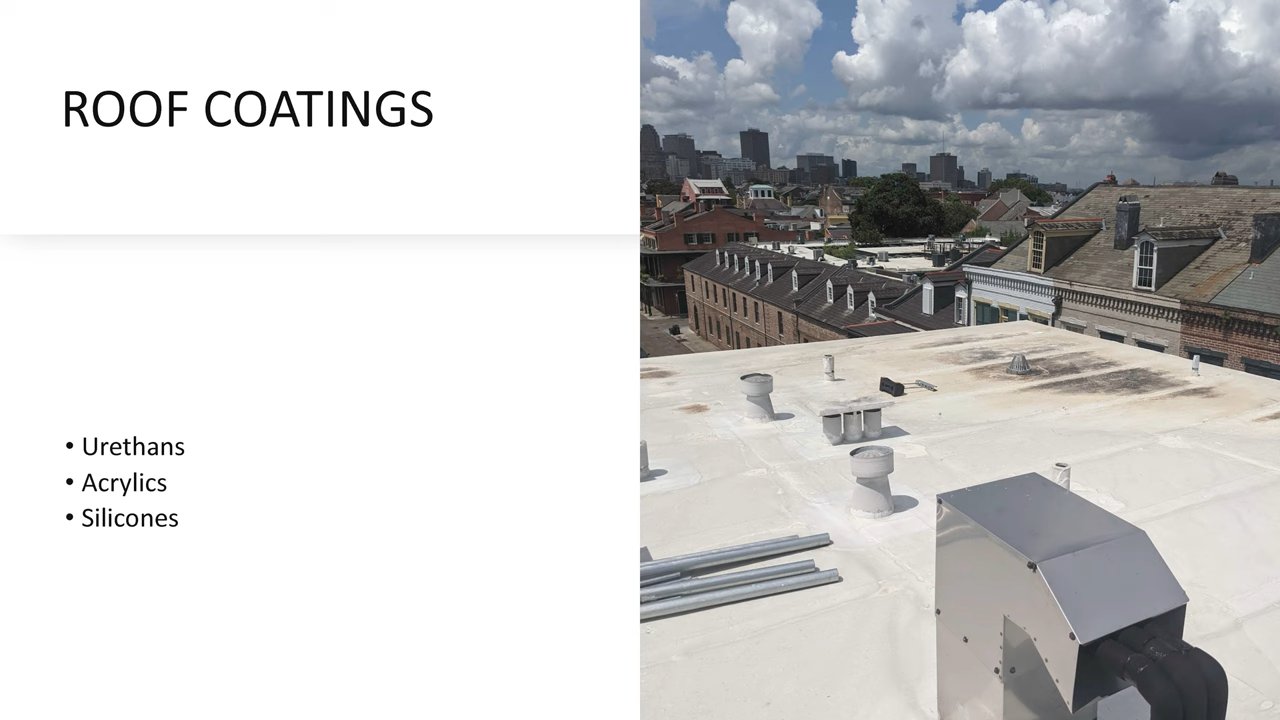 ROOF COATINGS
• Urethans
• Acrylics
• Silicones